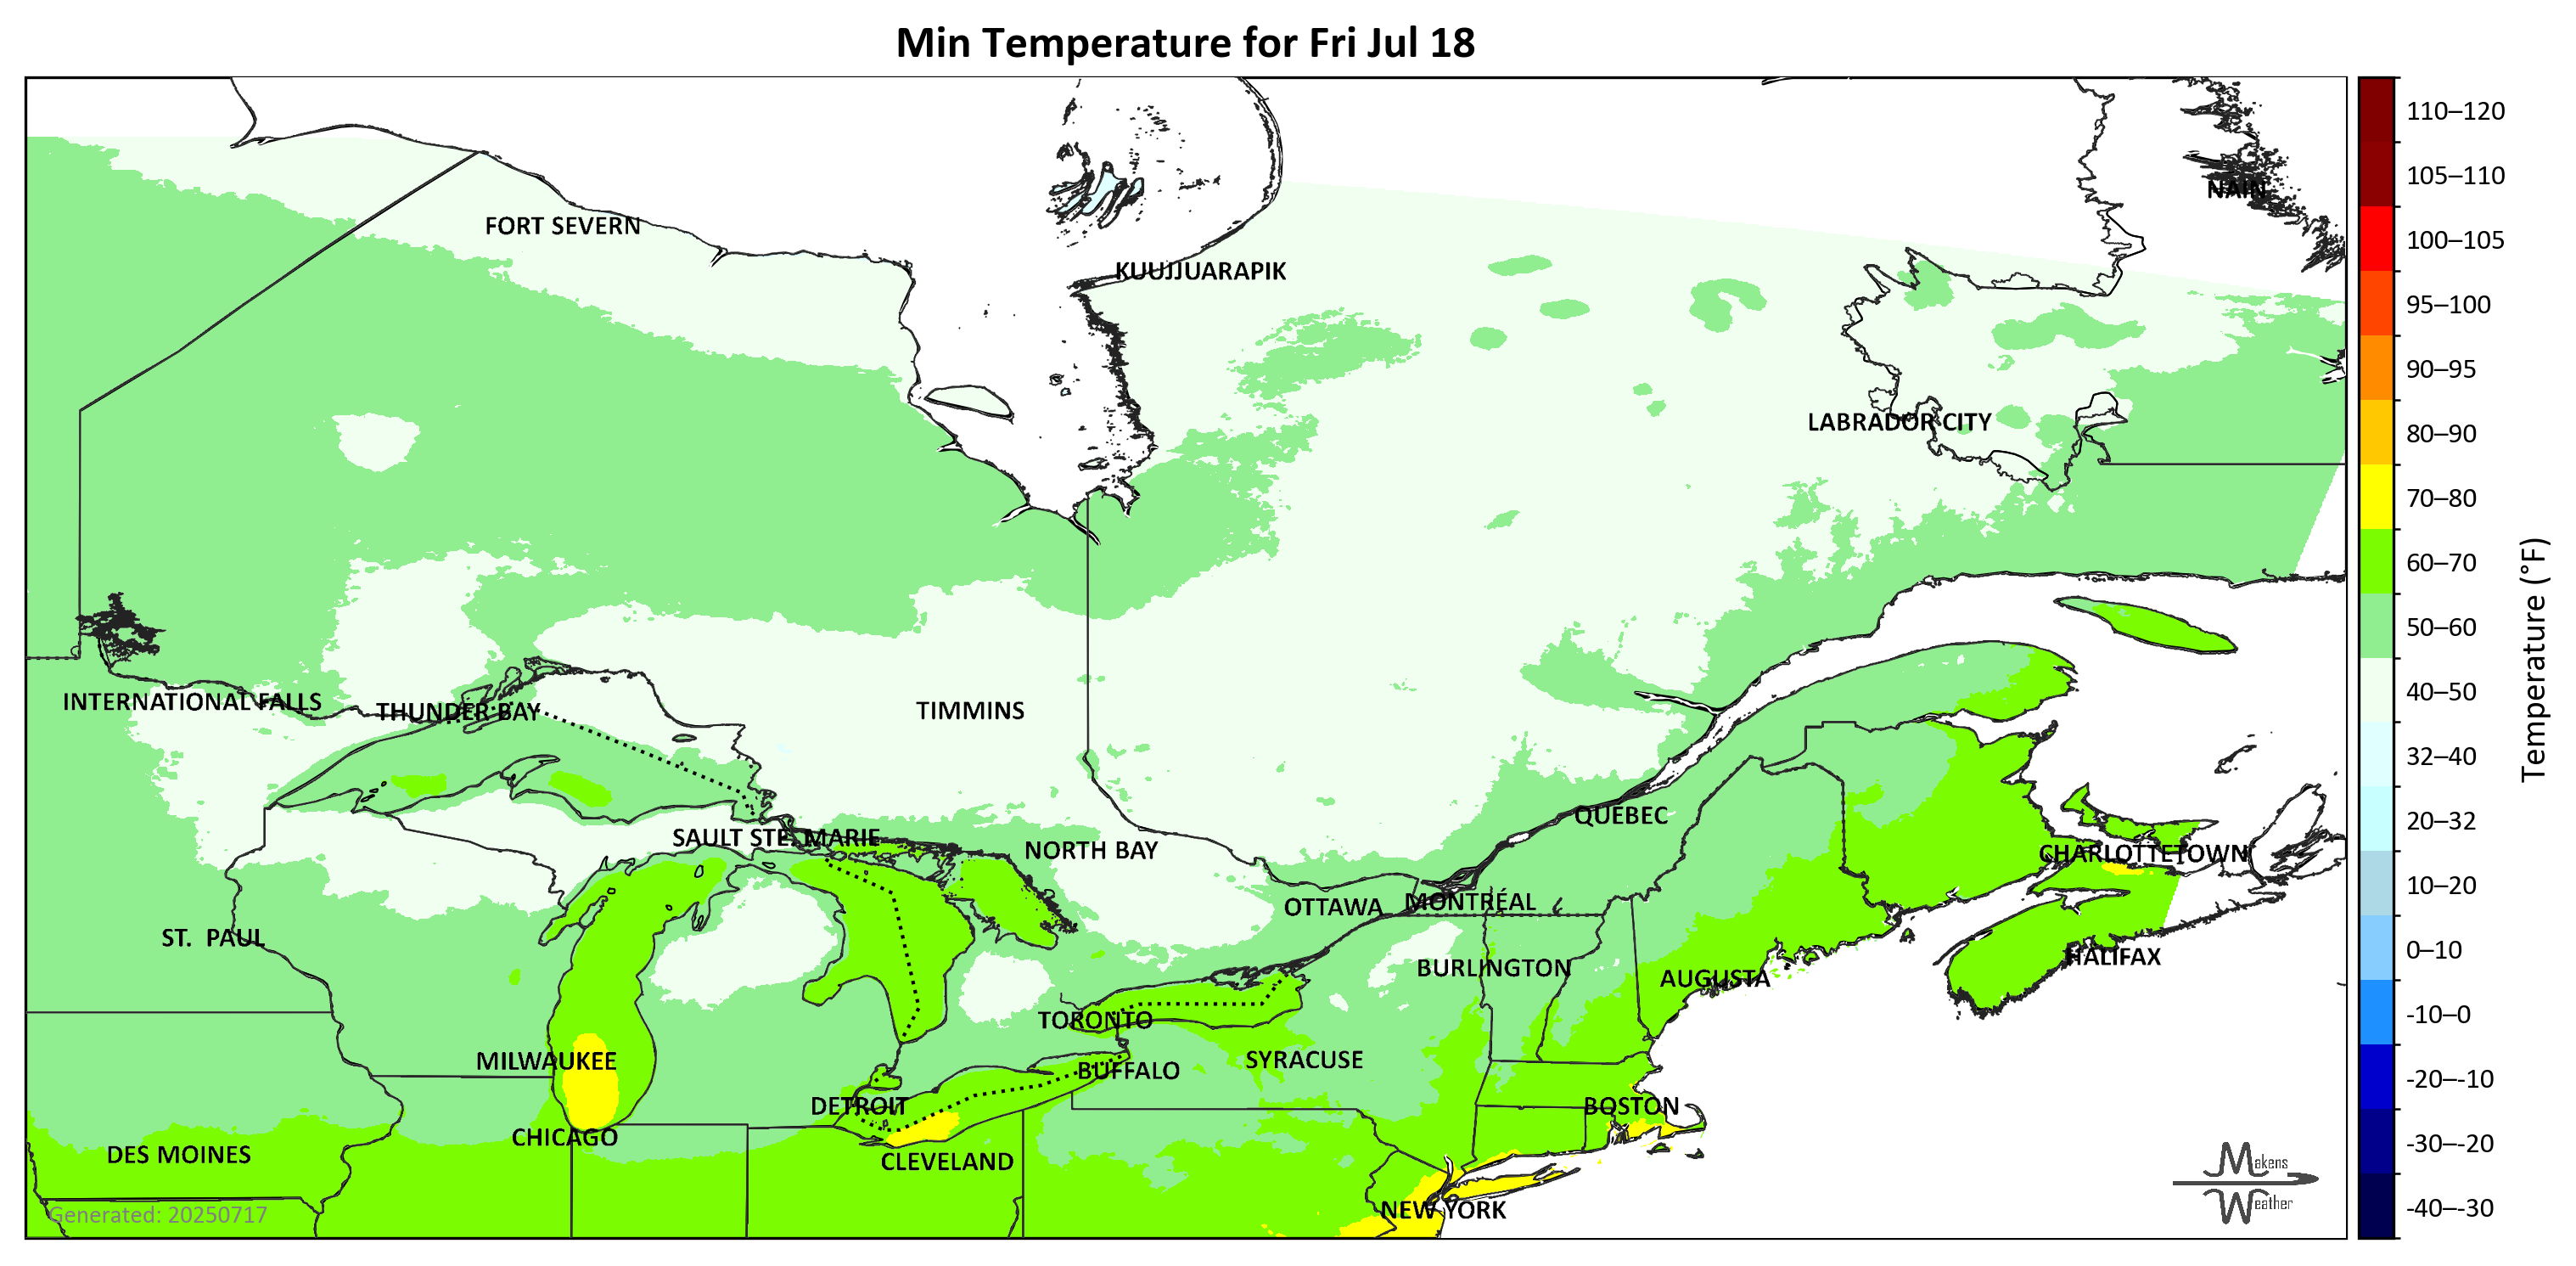 Min Temperature for Fri Jul 18
NAIN
FORT SEVERN
KUUJJUARAPIK
LABRADOR CITY
INTERNATIONAL FALLS
THUNDER BAY
TIMMINS
QUEBEC
SAULT STE. MARIE
NORTH BAY
CHARLOTTETOWN
OTTAWA
MONTRÉAL
ST. PAUL
HALIFAX
BURLINGTON
AUGUSTA
TORONTO
MILWAUKEE
SYRACUSE
BUFFALO
DETROIT
BOSTON
CHICAGO
DES MOINES
CLEVELAND
NEW YORK
Generated: 20250717
Makens
Weather
110–120
105–110
100–105
95–100
90–95
80–90
70–80
60–70
50–60
40–50
32–40
20–32
10–20
0–10
-10–0
-20–-10
-30–-20
-40–-30
Temperature (°F)